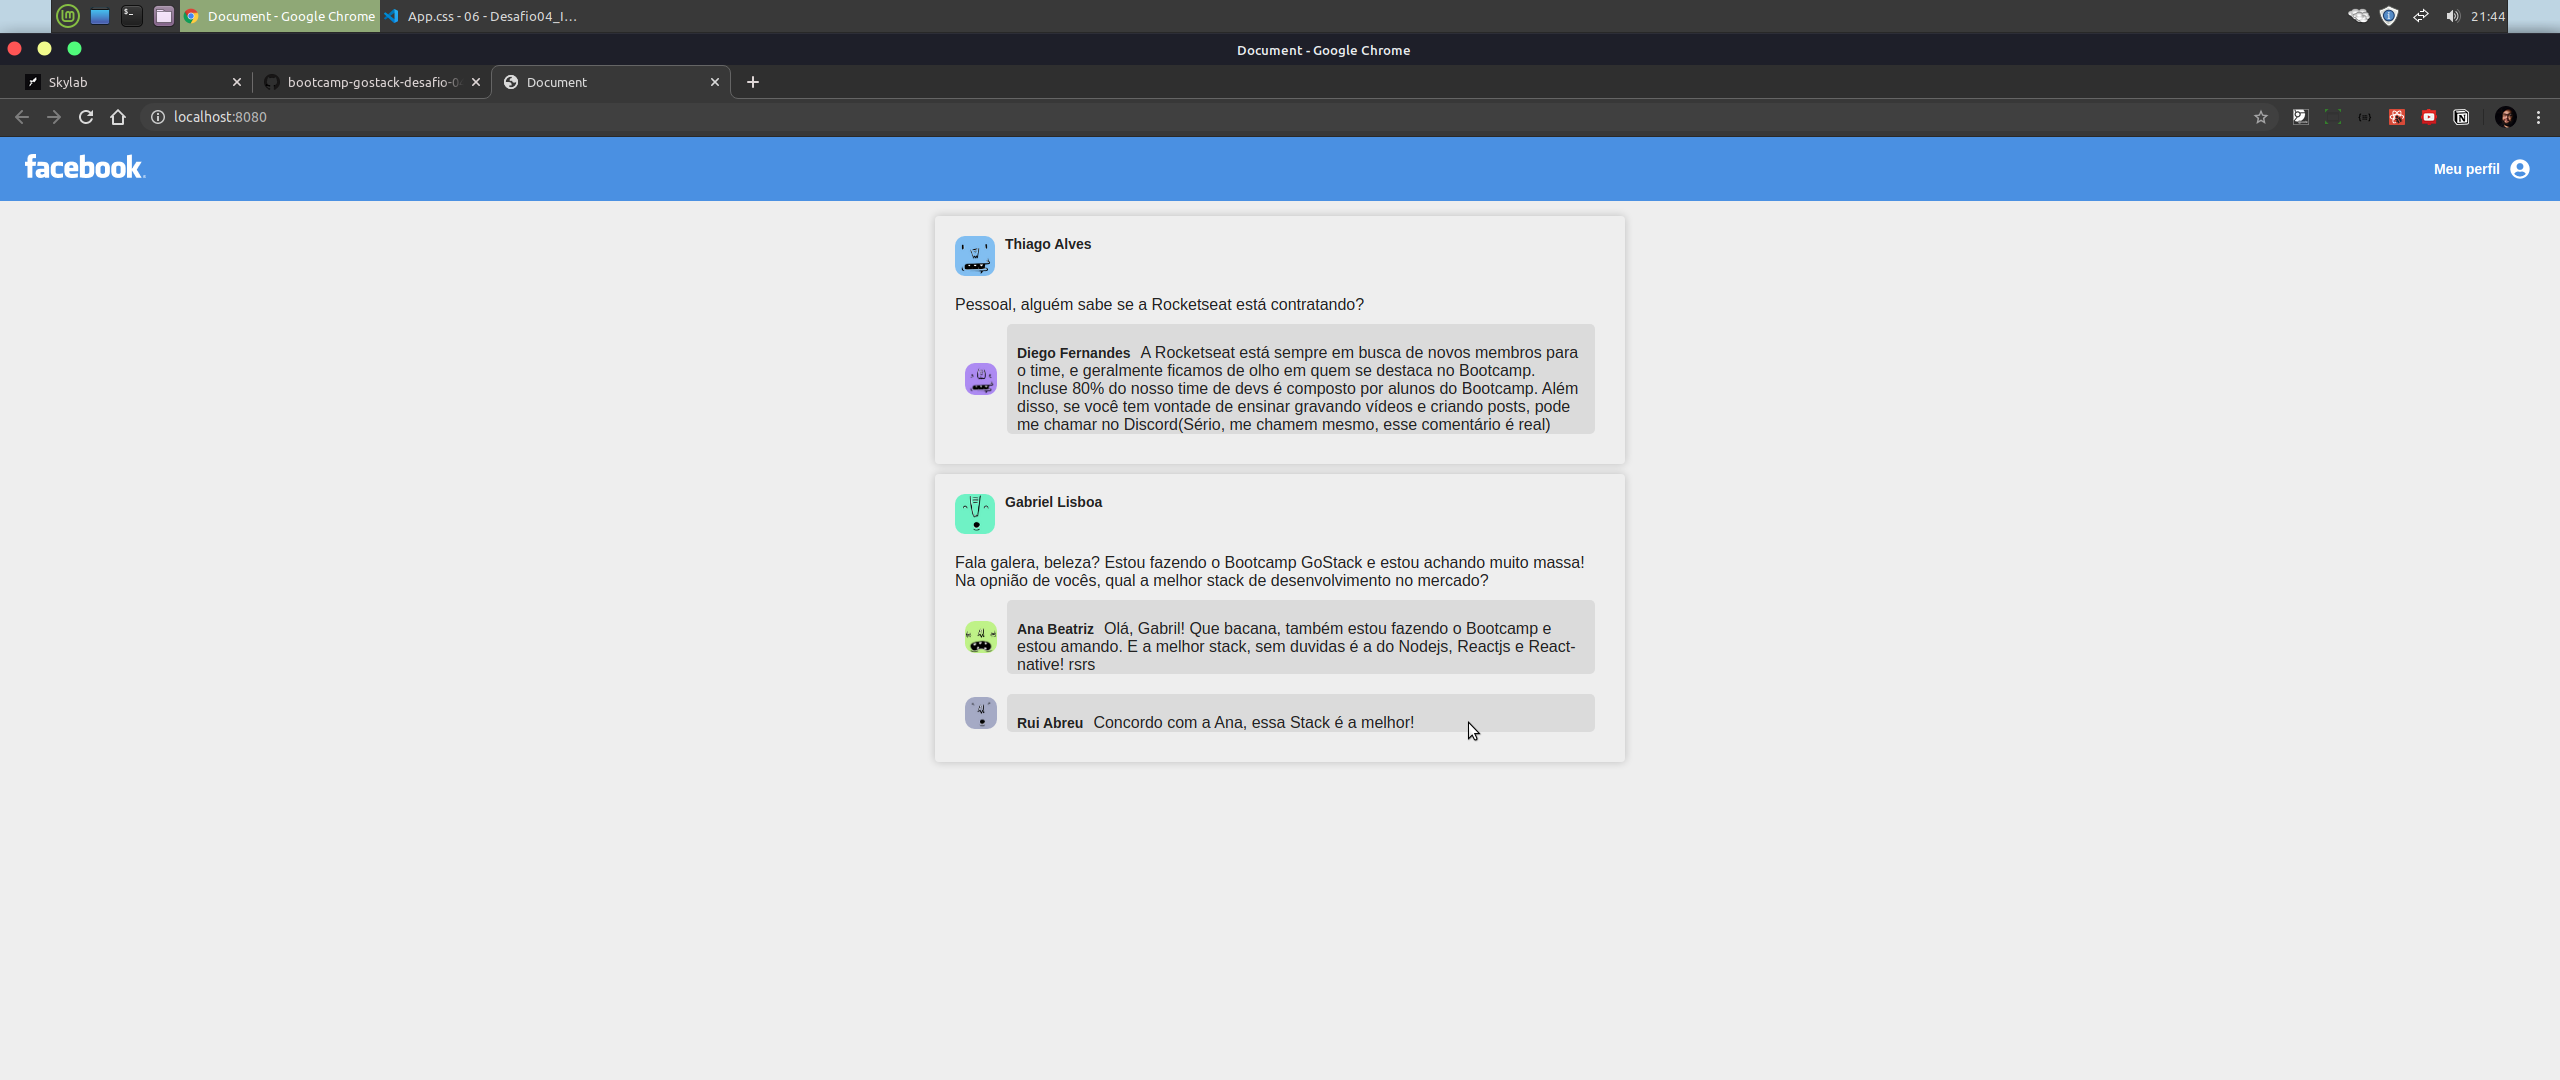 Document - Google Chrome
App.css - 06 - Desafio04_I...
21:44
Document - Google Chrome
Skylab
bootcamp-gostack-desafio-0
Document
localhost:8080
facebook
Meu perfil
Thiago Alves
Pessoal, alguém sabe se a Rocketseat está contratando?
Diego Fernandes A Rocketseat está sempre em busca de novos membros para
o time, e geralmente ficamos de olho em quem se destaca no Bootcamp.
Incluse 80% do nosso time de devs é composto por alunos do Bootcamp. Além
disso, se você tem vontade de ensinar gravando vídeos e criando posts, pode
me chamar no Discord(Sério, me chamem mesmo, esse comentário é real)
Gabriel Lisboa
Fala galera, beleza? Estou fazendo o Bootcamp GoStack e estou achando muito massa!
Na opnião de vocês, qual a melhor stack de desenvolvimento no mercado?
Ana Beatriz Olá, Gabril! Que bacana, também estou fazendo o Bootcamp e
estou amando. E a melhor stack, sem duvidas é a do Nodejs, Reactjs e React-
native! rsrs
Rui Abreu Concordo com a Ana, essa Stack é a melhor!